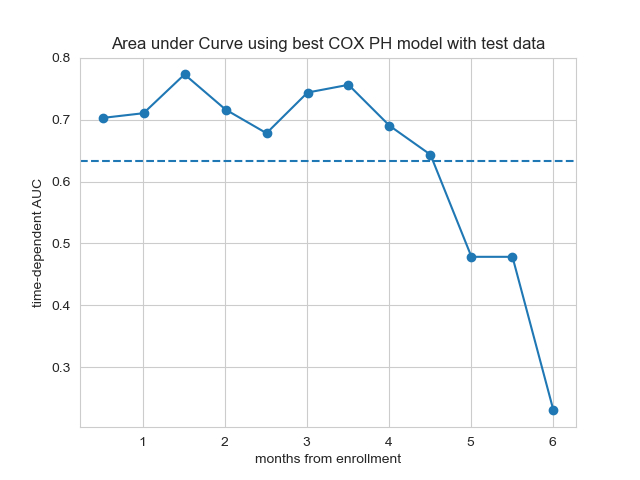 Area under Curve using best COX PH model with test data
0.8
0.7
0.6
0.5
0.4
0.3
time-dependent AUC
1 2 3 4 5 6
months from enrollment